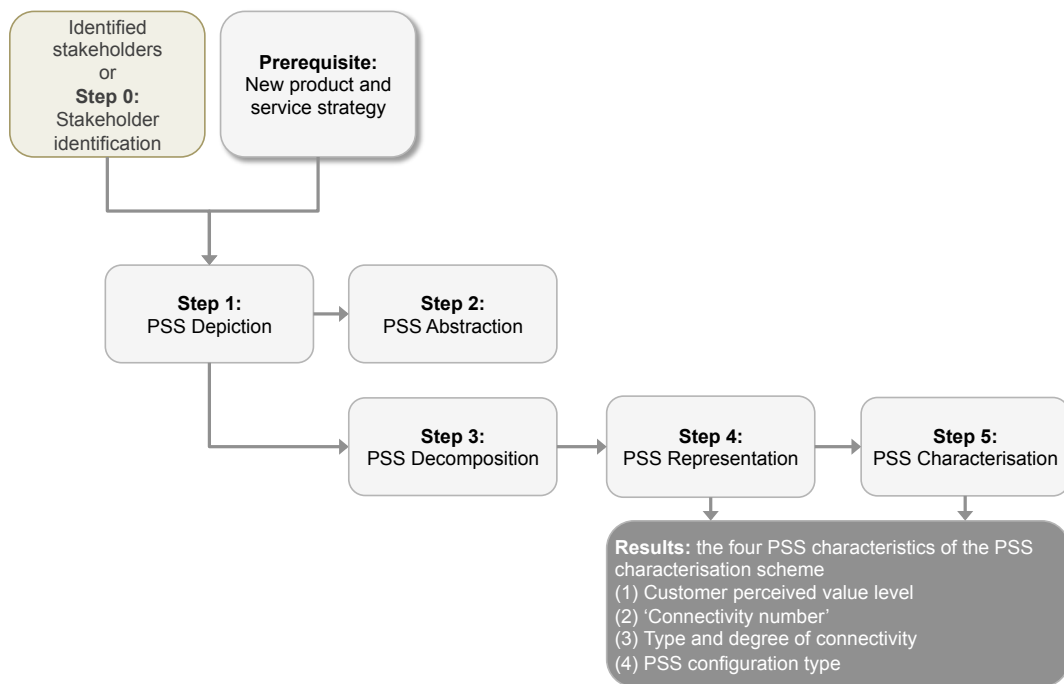 Identified
stakeholders
or
Step 0:
Stakeholder
identification
Prerequisite:
New product and
service strategy
Step 1:
PSS Depiction
Step 2:
PSS Abstraction
Step 3:
PSS Decomposition
Step 4:
PSS Representation
Step 5:
PSS Characterisation
Results: the four PSS characteristics of the PSS
characterisation scheme
(1) Customer perceived value level
(2) ‘Connectivity number’
(3) Type and degree of connectivity
(4) PSS configuration type